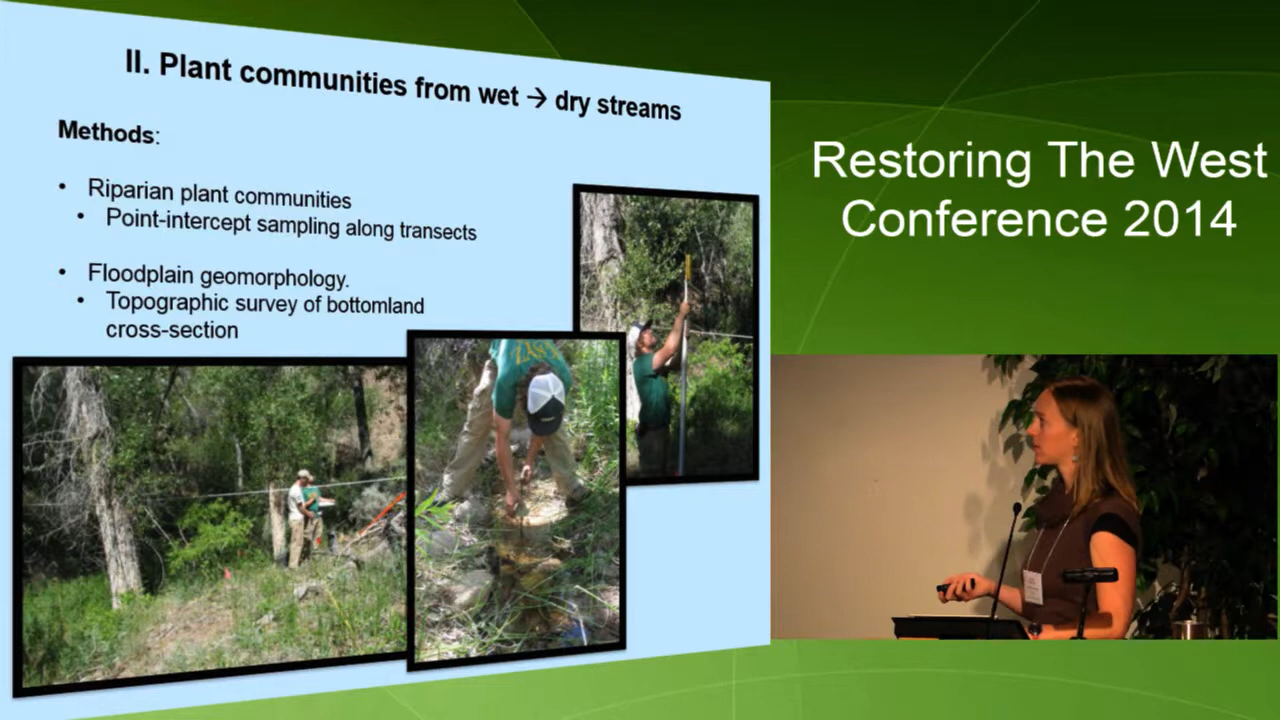 II. Plant communities from wet → dry streams
Methods:
• Riparian plant communities
• Point-intercept sampling along transects
• Floodplain geomorphology.
• Topographic survey of bottomland
cross-section
Restoring The West
Conference 2014